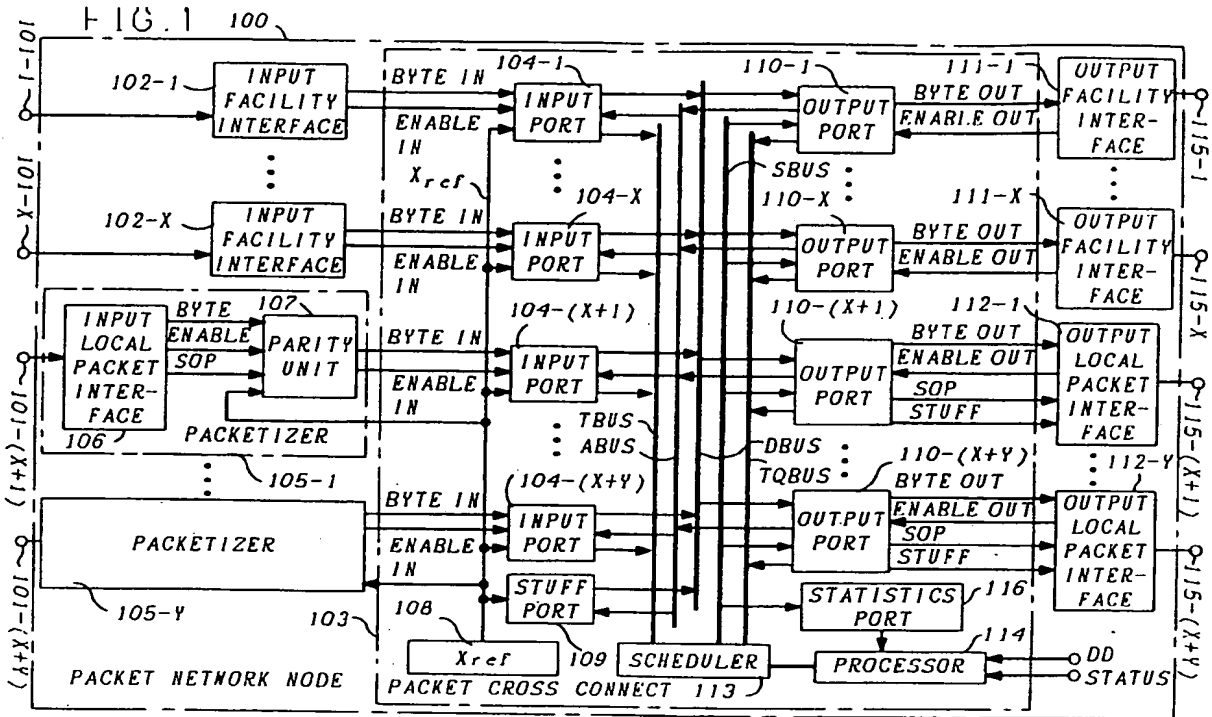 FIG. 1
100
101-1
102-1
INPUT
FACILITY
INTERFACE
BYTE IN
ENABLE
IN
104-1
INPUT
PORT
110-1
OUTPUT
PORT
BYTE OUT
ENABLE OUT
111-1
OUTPUT
FACILITY
INTER-
FACE
115-1
Xref
SBUS
101-X
102-X
INPUT
FACILITY
INTERFACE
BYTE IN
ENABLE
IN
104-X
INPUT
PORT
110-X
OUTPUT
PORT
BYTE OUT
ENABLE OUT
111-X
OUTPUT
FACILITY
INTER-
FACE
115-X
101-(X+1)
INPUT
LOCAL
PACKET
INTER-
FACE
106
BYTE
ENABLE
SOP
107
PARITY
UNIT
PACKETIZER
105-1
BYTE IN
ENABLE
IN
104-(X+1)
INPUT
PORT
110-(X+1)
OUTPUT
PORT
BYTE OUT
ENABLE OUT
SOP
STUFF
112-1
OUTPUT
LOCAL
PACKET
INTER-
FACE
115-(X+1)
TBUS
ABUS
DBUS
TQBUS
101-(X+Y)
PACKETIZER
105-Y
BYTE IN
ENABLE
IN
104-(X+Y)
INPUT
PORT
110-(X+Y)
OUTPUT
PORT
BYTE OUT
ENABLE OUT
SOP
STUFF
112-Y
OUTPUT
LOCAL
PACKET
INTER-
FACE
115-(X+Y)
STUFF
PORT
109
STATISTICS
PORT
116
103
108
Xref
SCHEDULER
113
PROCESSOR
114
DD
STATUS
PACKET NETWORK NODE
PACKET CROSS CONNECT